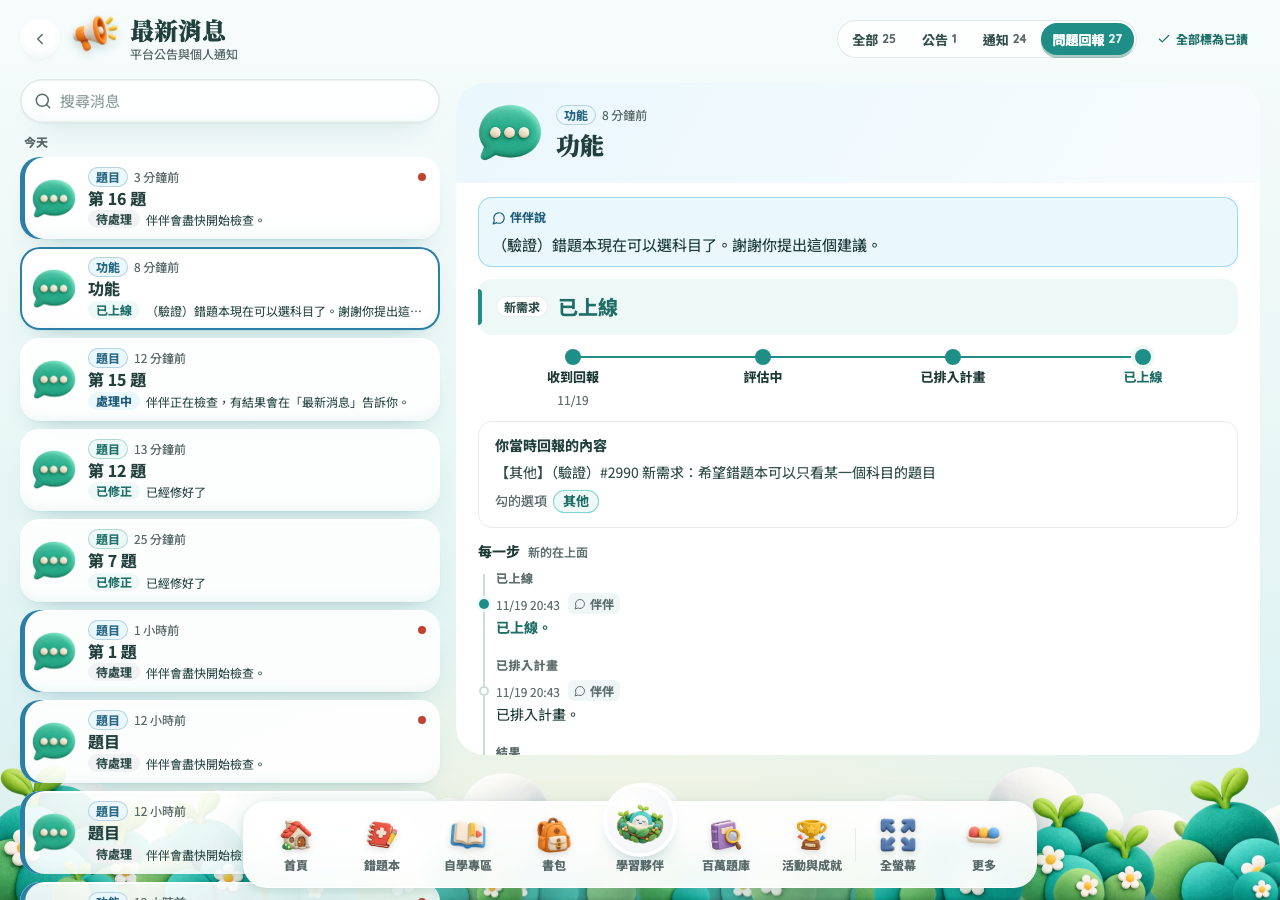 最新消息
平台公告與個人通知
全部 25
公告 1
通知 24
問題回報 27
全部標為已讀
搜尋消息
今天
題目 3 分鐘前
第 16 題
待處理 伴伴會盡快開始檢查。
功能 8 分鐘前
功能
已上線 （驗證）錯題本現在可以選科目了。謝謝你提出這…
題目 12 分鐘前
第 15 題
處理中 伴伴正在檢查，有結果會在「最新消息」告訴你。
題目 13 分鐘前
第 12 題
已修正 已經修好了
題目 25 分鐘前
第 7 題
已修正 已經修好了
題目 1 小時前
第 1 題
待處理 伴伴會盡快開始檢查。
題目 12 小時前
題目
待處理 伴伴會盡快開始檢查。
題目 12 小時前
題目
待處理 伴伴會盡快開始檢
功能 8 分鐘前
功能
伴伴說
（驗證）錯題本現在可以選科目了。謝謝你提出這個建議。
新需求 已上線
收到回報 評估中 已排入計畫 已上線
11/19
你當時回報的內容
【其他】（驗證）#2990 新需求：希望錯題本可以只看某一個科目的題目
勾的選項 其他
每一步 新的在上面
已上線
11/19 20:43 伴伴
已上線。
已排入計畫
11/19 20:43 伴伴
已排入計畫。
結果
首頁
錯題本
自學專區
書包
學習夥伴
百萬題庫
活動與成就
全螢幕
更多